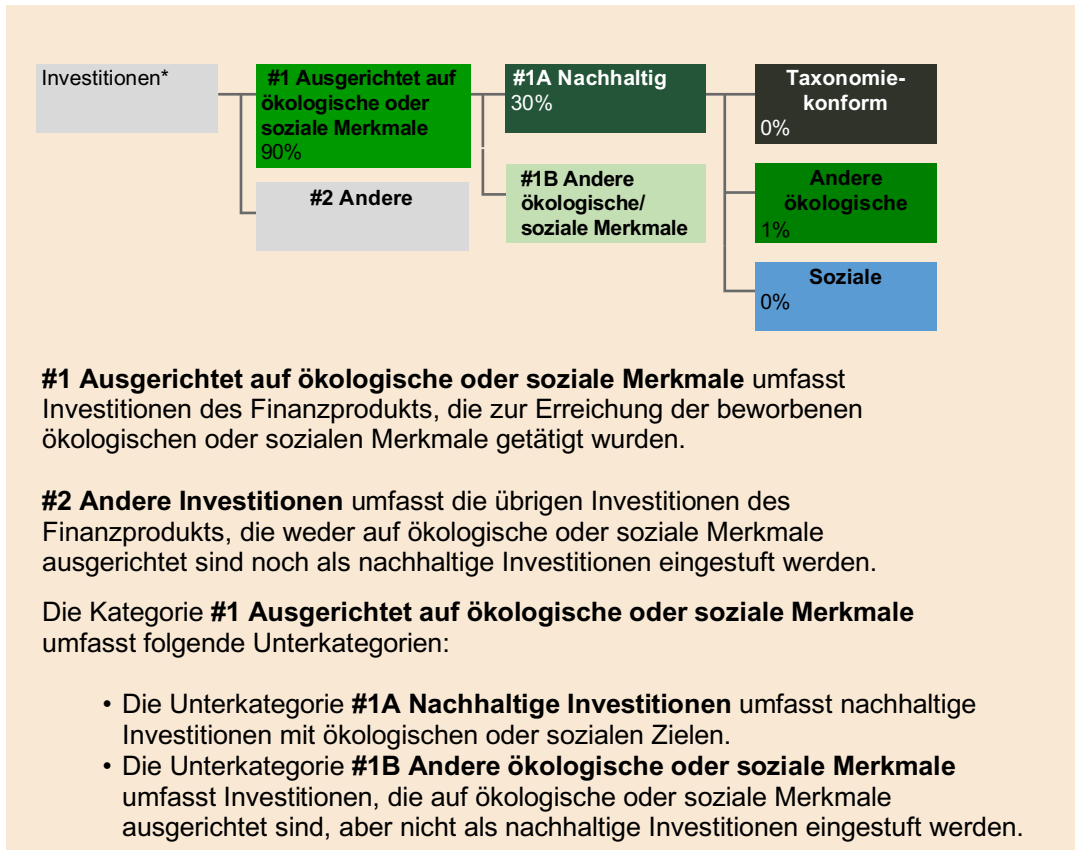 Investitionen*
#1 Ausgerichtet auf
ökologische oder
soziale Merkmale
90%
#2 Andere
#1A Nachhaltig
30%
#1B Andere
ökologische/
soziale Merkmale
Taxonomie-
konform
0%
Andere
ökologische
1%
Soziale
0%
#1 Ausgerichtet auf ökologische oder soziale Merkmale umfasst
Investitionen des Finanzprodukts, die zur Erreichung der beworbenen
ökologischen oder sozialen Merkmale getätigt wurden.
#2 Andere Investitionen umfasst die übrigen Investitionen des
Finanzprodukts, die weder auf ökologische oder soziale Merkmale
ausgerichtet sind noch als nachhaltige Investitionen eingestuft werden.
Die Kategorie #1 Ausgerichtet auf ökologische oder soziale Merkmale
umfasst folgende Unterkategorien:
• Die Unterkategorie #1A Nachhaltige Investitionen umfasst nachhaltige
Investitionen mit ökologischen oder sozialen Zielen.
• Die Unterkategorie #1B Andere ökologische oder soziale Merkmale
umfasst Investitionen, die auf ökologische oder soziale Merkmale
ausgerichtet sind, aber nicht als nachhaltige Investitionen eingestuft werden.